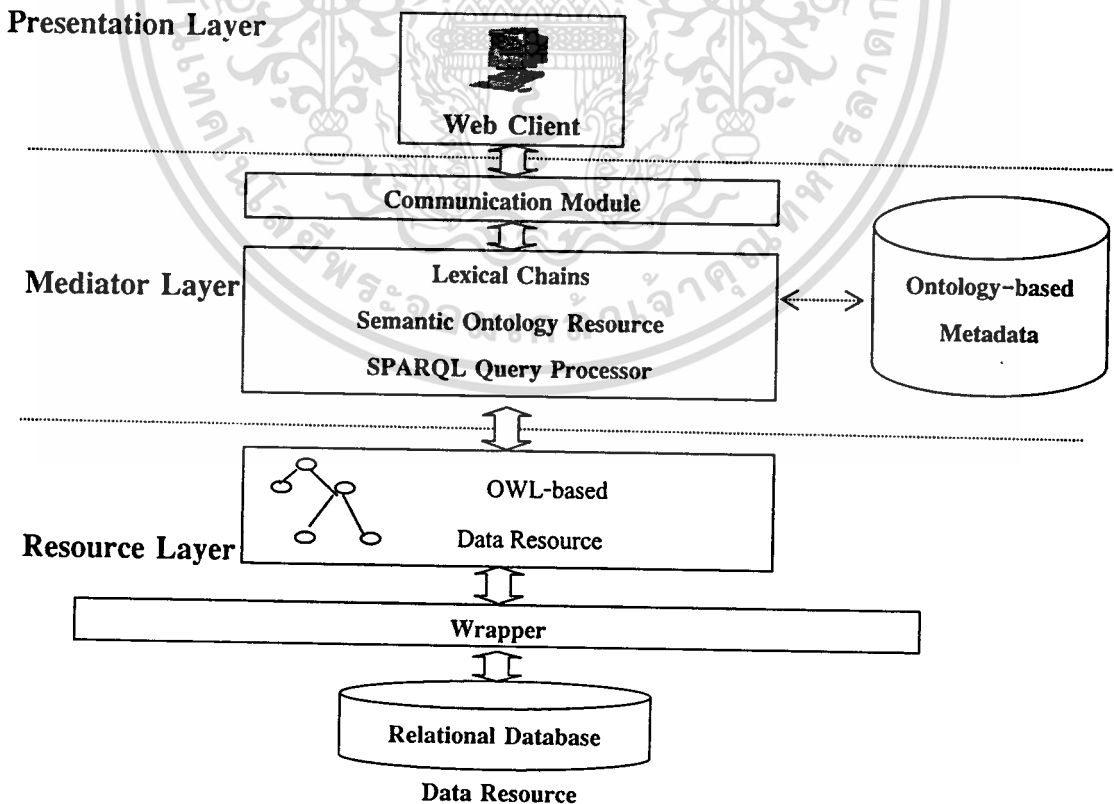 Presentation Layer
Web Client
Communication Module
Mediator Layer
Lexical Chains
Semantic Ontology Resource
SPARQL Query Processor
Ontology-based
Metadata
OWL-based
Data Resource
Resource Layer
Wrapper
Relational Database
Data Resource